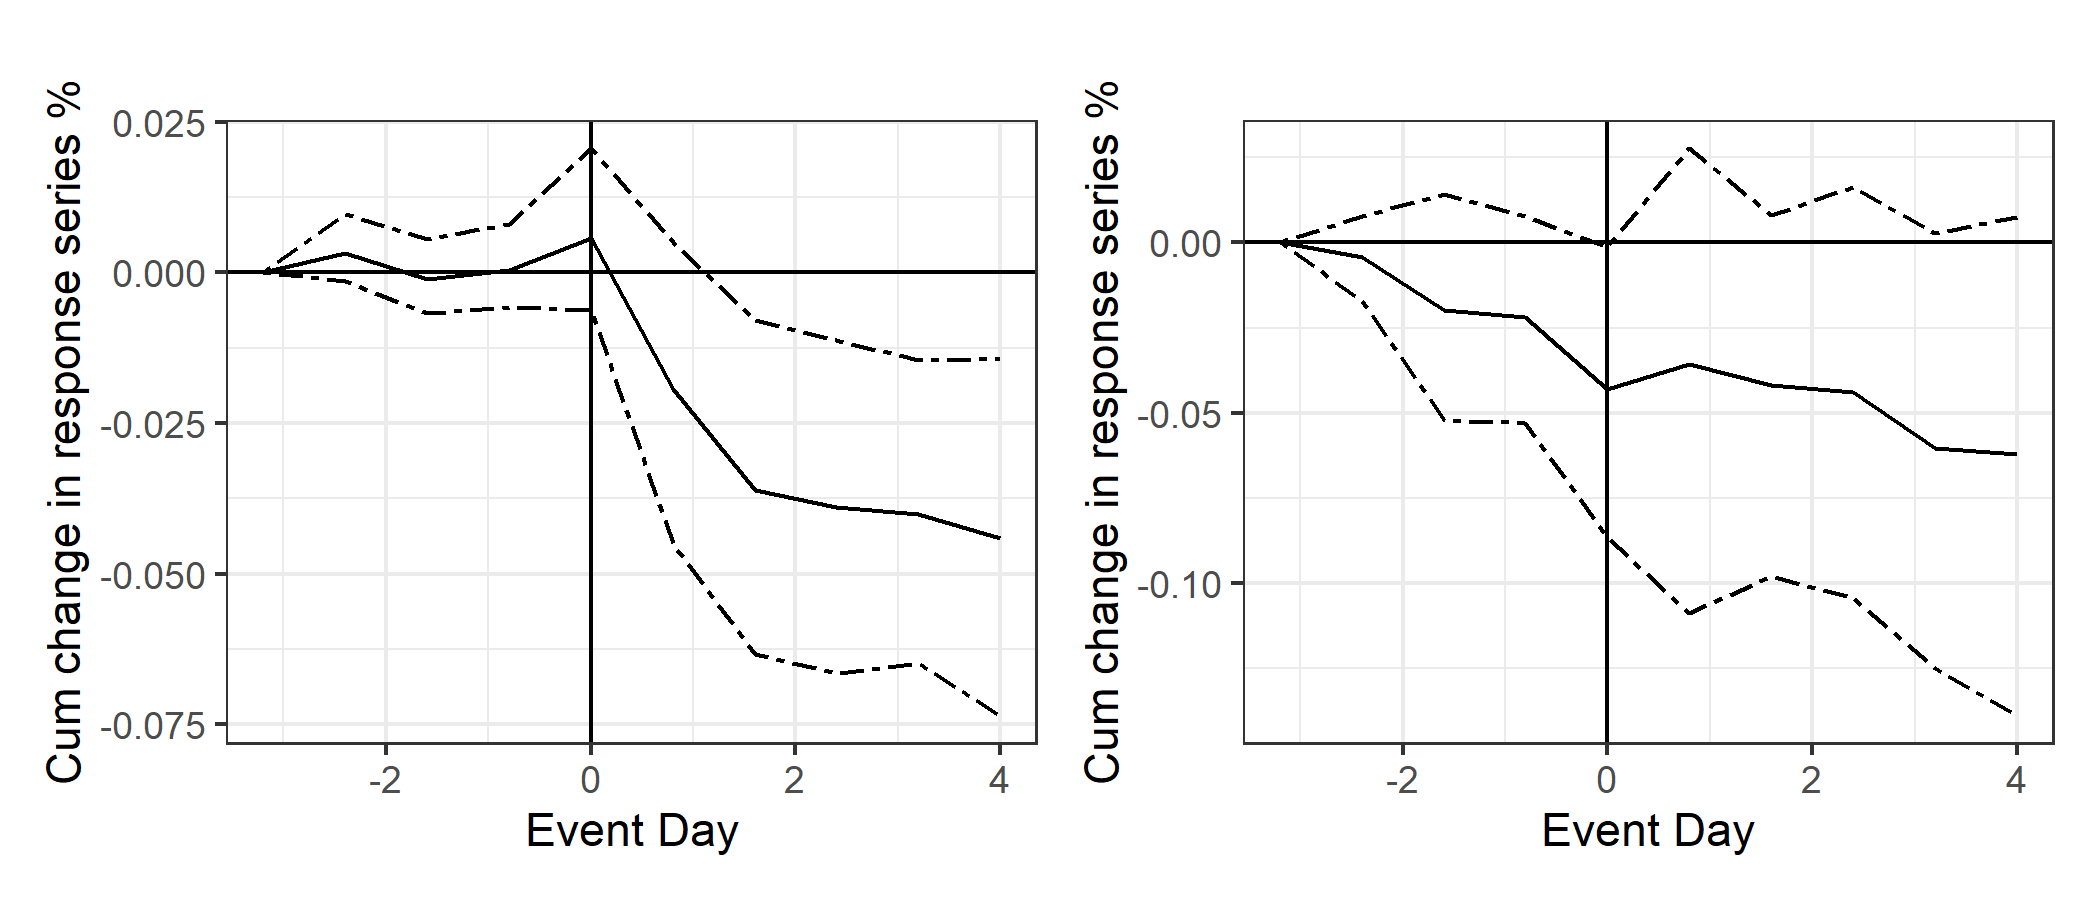 Cum change in response series %
0.025
0.000
-0.025
-0.050
-0.075
-2 0 2 4
Event Day
Cum change in response series %
0.00
-0.05
-0.10
-2 0 2 4
Event Day